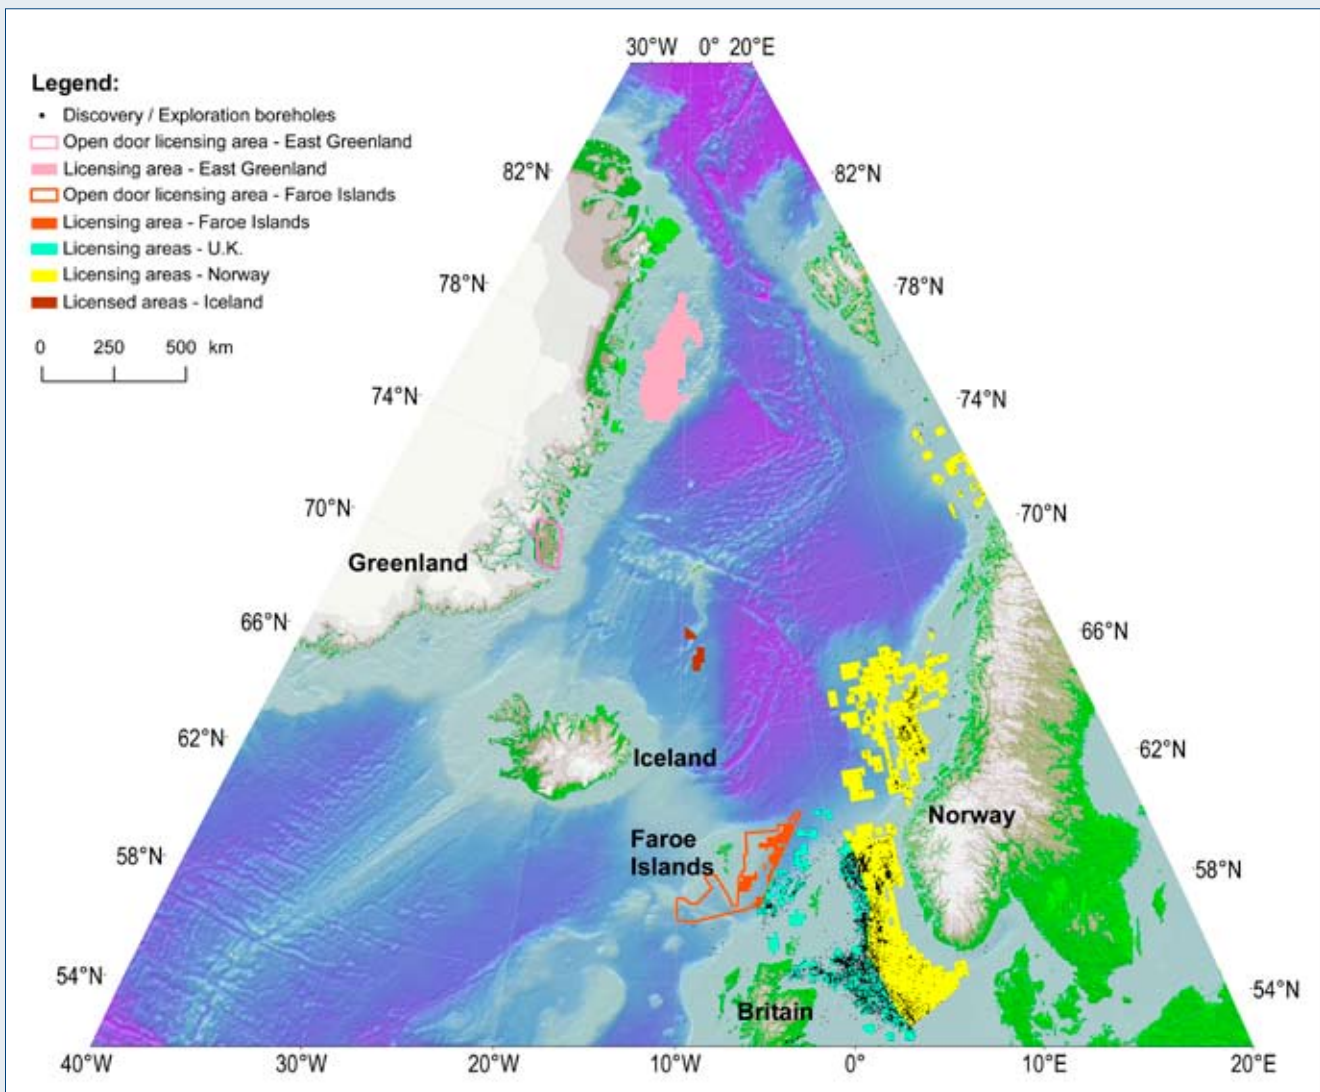 30°W 0° 20°E
Legend:
Discovery / Exploration boreholes
Open door licensing area - East Greenland
Licensing area - East Greenland
Open door licensing area - Faroe Islands
Licensing area - Faroe Islands
Licensing areas - U.K.
Licensing areas - Norway
Licensed areas - Iceland
0 250 500 km
82°N 82°N
78°N 78°N
74°N 74°N
70°N 70°N
Greenland
66°N 66°N
62°N 62°N
Iceland
Norway
Faroe
Islands
58°N 58°N
54°N 54°N
Britain
40°W 30°W 20°W 10°W 0° 10°E 20°E